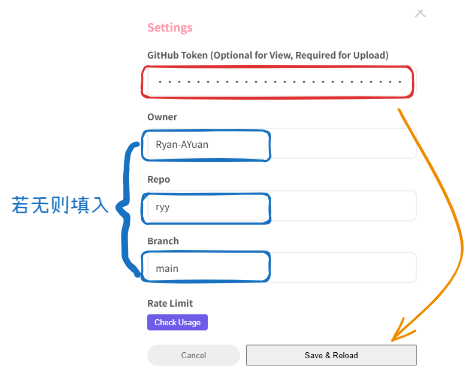 Settings
GitHub Token (Optional for View, Required for Upload)
Owner
Ryan-AYuan
若无则填入
Repo
ryy
Branch
main
Rate Limit
Check Usage
Cancel
Save & Reload